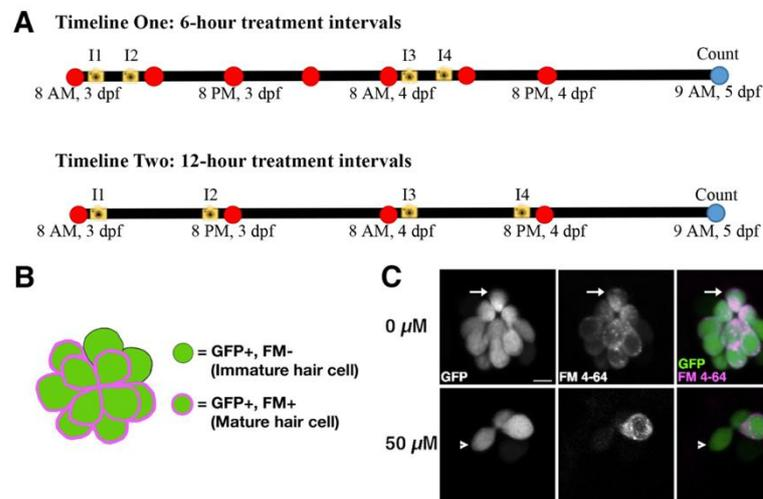 A
Timeline One: 6-hour treatment intervals
I1 I2 I3 I4 Count
8 AM, 3 dpf 8 PM, 3 dpf 8 AM, 4 dpf 8 PM, 4 dpf 9 AM, 5 dpf
Timeline Two: 12-hour treatment intervals
I1 I2 I3 I4 Count
8 AM, 3 dpf 8 PM, 3 dpf 8 AM, 4 dpf 8 PM, 4 dpf 9 AM, 5 dpf
B
= GFP+, FM-
(Immature hair cell)
= GFP+, FM+
(Mature hair cell)
C
0 µM
GFP FM 4-64 GFP
FM 4-64
50 µM